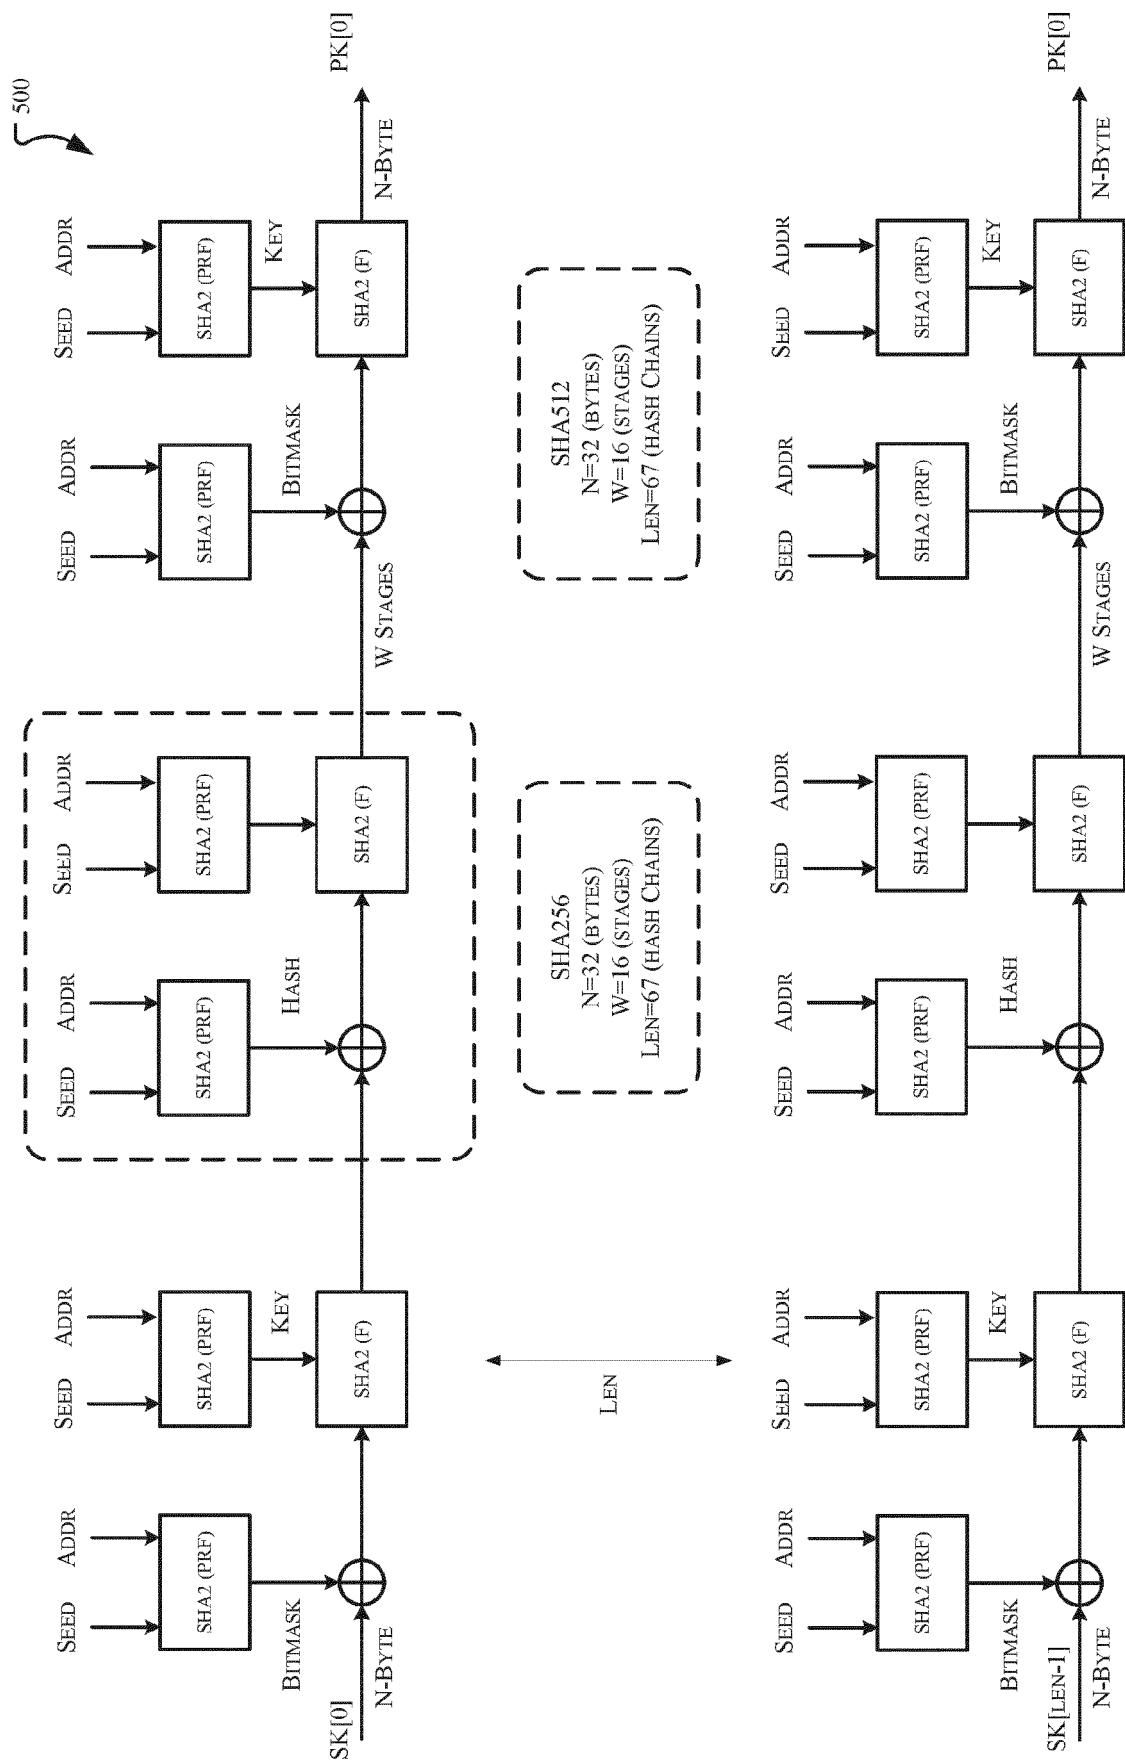 500
SEED
ADDR
SEED
ADDR
SEED
ADDR
SEED
ADDR
SEED
ADDR
SEED
ADDR
SHA2 (PRF)
SHA2 (PRF)
SHA2 (PRF)
SHA2 (PRF)
SHA2 (PRF)
SHA2 (PRF)
BITMASK
KEY
HASH
BITMASK
KEY
SK[0]
PK[0]
SHA2 (F)
SHA2 (F)
SHA2 (F)
N-BYTE
W STAGES
N-BYTE
LEN
SHA256
N=32 (BYTES)
W=16 (STAGES)
LEN=67 (HASH CHAINS)
SHA512
N=32 (BYTES)
W=16 (STAGES)
LEN=67 (HASH CHAINS)
SEED
ADDR
SEED
ADDR
SEED
ADDR
SEED
ADDR
SEED
ADDR
SEED
ADDR
SHA2 (PRF)
SHA2 (PRF)
SHA2 (PRF)
SHA2 (PRF)
SHA2 (PRF)
SHA2 (PRF)
BITMASK
KEY
HASH
BITMASK
KEY
SK[LEN-1]
PK[0]
SHA2 (F)
SHA2 (F)
SHA2 (F)
N-BYTE
W STAGES
N-BYTE